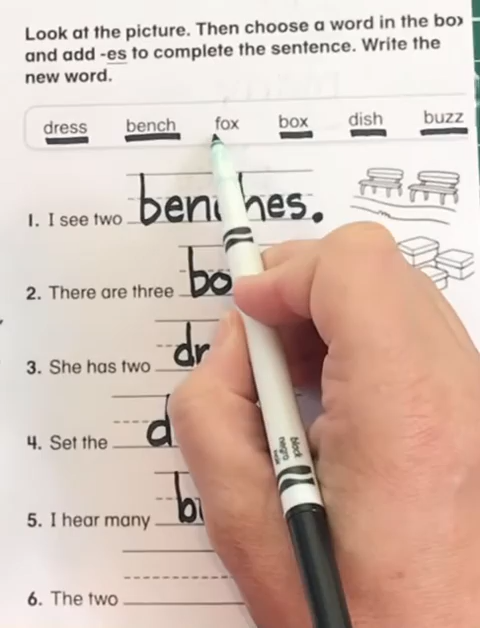 Look at the picture. Then choose a word in the box
and add -es to complete the sentence. Write the
new word.
dress bench fox box dish buzz
1. I see two benches.
2. There are three bo
3. She has two dr
4. Set the d
5. I hear many b
6. The two
black
negro